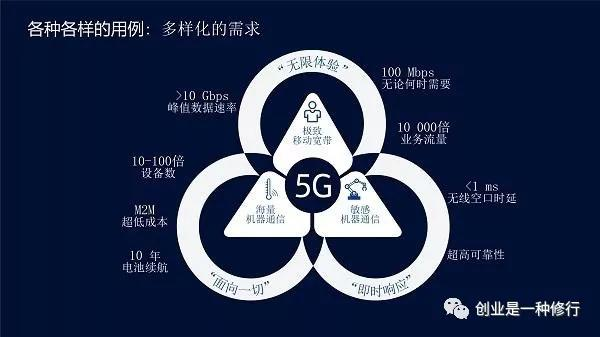 各种各样的用例：多样化的需求
“无限体验”
>10 Gbps
峰值数据速率
100 Mbps
无论何时需要
极致
移动宽带
10 000倍
业务流量
10-100倍
设备数
5G
<1 ms
无线空口时延
海量
机器通信
敏感
机器通信
M2M
超低成本
10 年
电池续航
超高可靠性
“面向一切”
“即时响应”
创业是一种修行